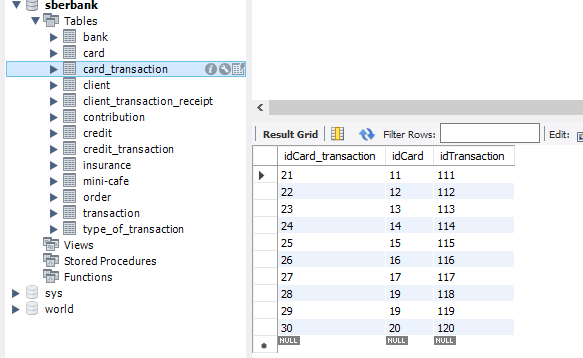 sberbank
Tables
bank
card
card_transaction
client
client_transaction_receipt
contribution
credit
credit_transaction
insurance
mini-cafe
order
transaction
type_of_transaction
Views
Stored Procedures
Functions
sys
world
Result Grid Filter Rows: Edit:
idCard_transaction idCard idTransaction
21 11 111
22 12 112
23 13 113
24 14 114
25 15 115
26 16 116
27 17 117
28 19 118
29 19 119
30 20 120
NULL NULL NULL